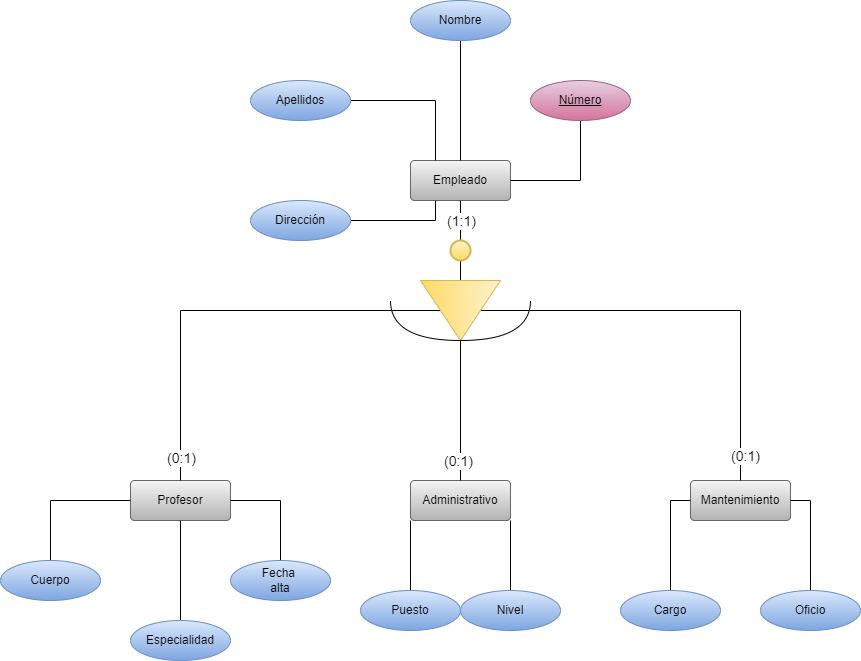 Nombre
Apellidos
Número
Empleado
Dirección
(1:1)
(0:1)
(0:1)
(0:1)
Profesor
Administrativo
Mantenimiento
Cuerpo
Fecha
alta
Especialidad
Puesto
Nivel
Cargo
Oficio